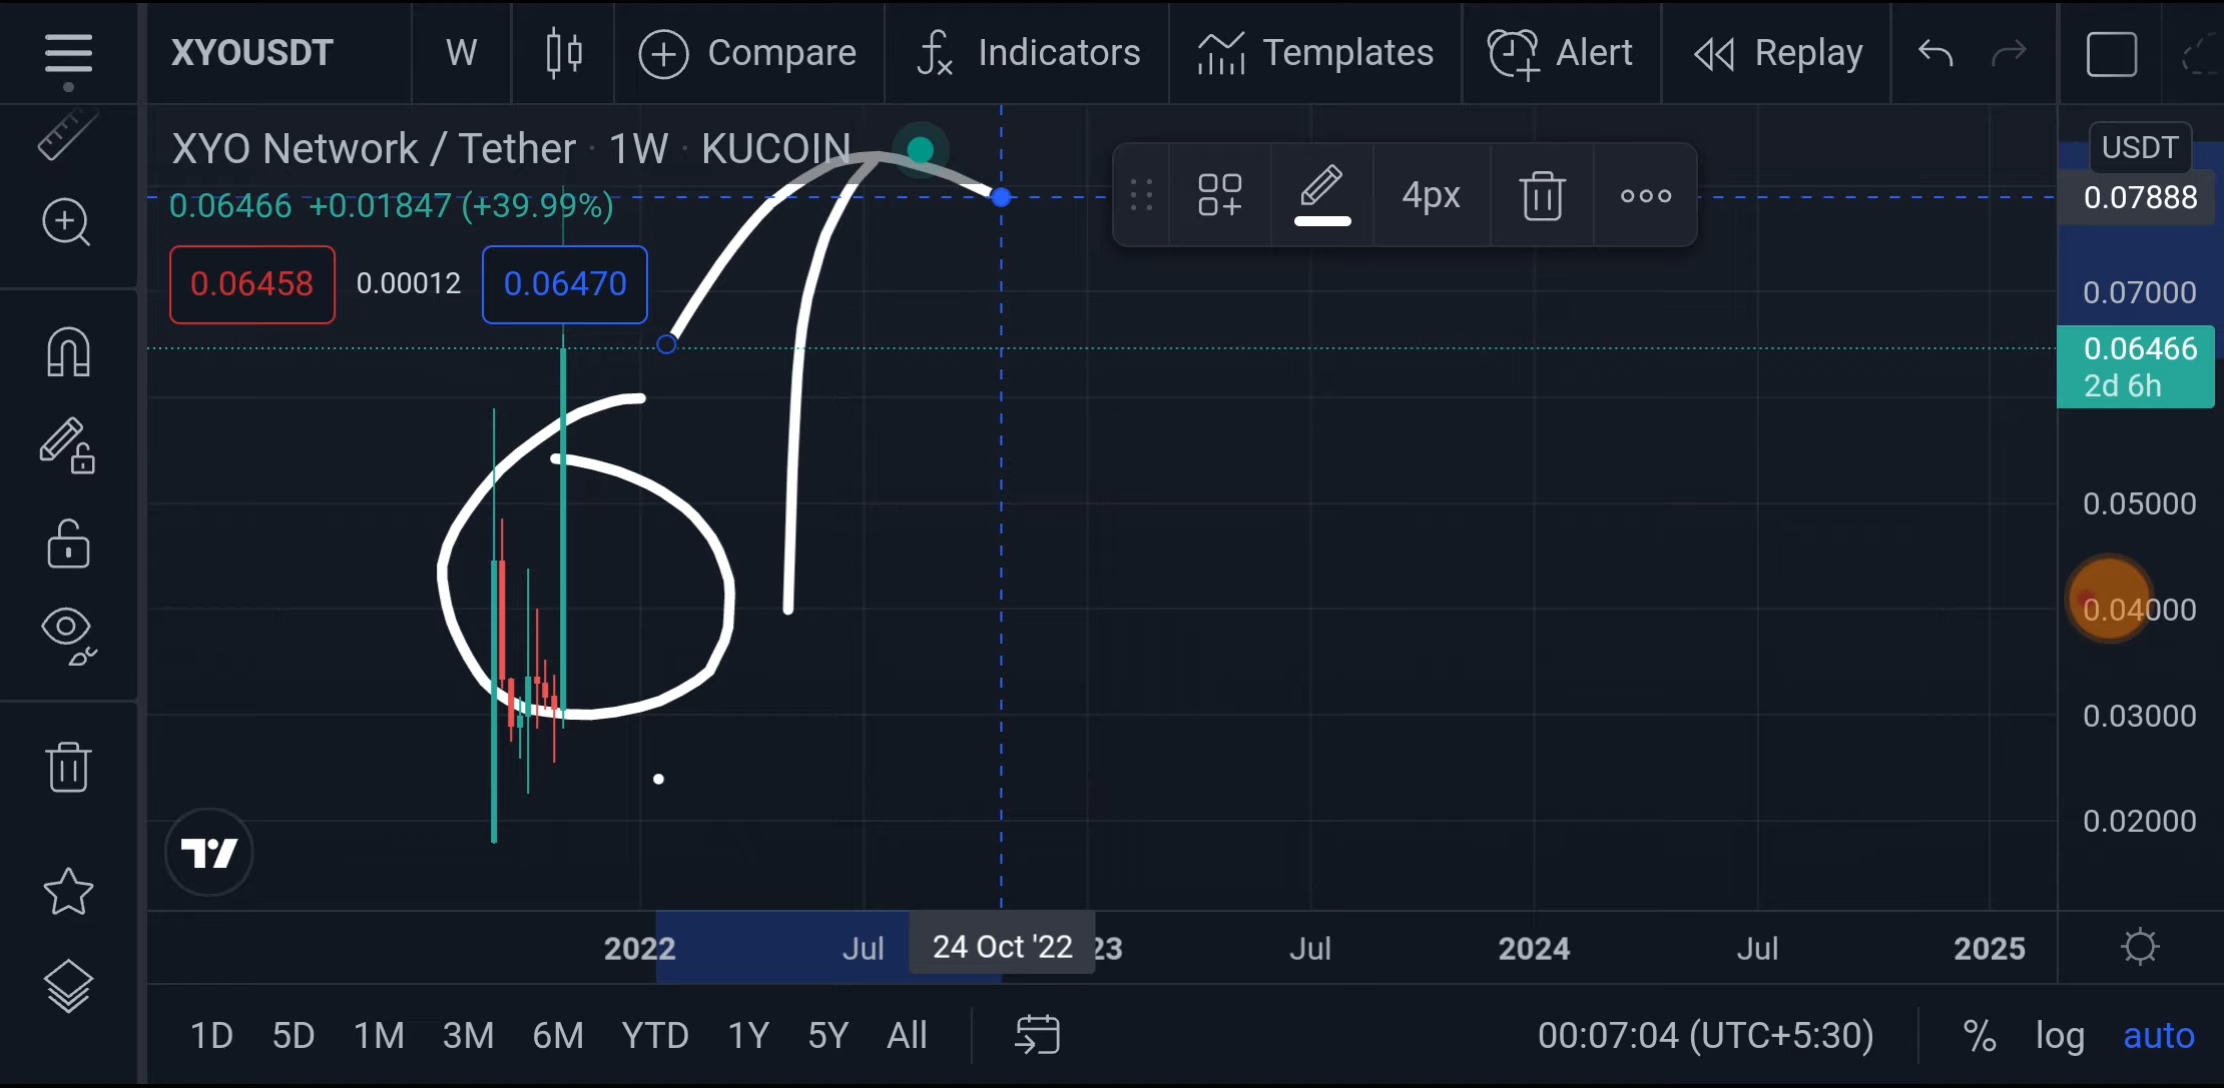 XYOUSDT W Compare Indicators Templates Alert Replay
XYO Network / Tether · 1W · KUCOIN
USDT
0.06466 +0.01847 (+39.99%)
0.07888
4px
0.06458 0.00012 0.06470
0.07000
0.06466
2d 6h
0.05000
0.04000
0.03000
0.02000
2022 Jul 24 Oct '22 23 Jul 2024 Jul 2025
1D 5D 1M 3M 6M YTD 1Y 5Y All 00:07:04 (UTC+5:30) % log auto